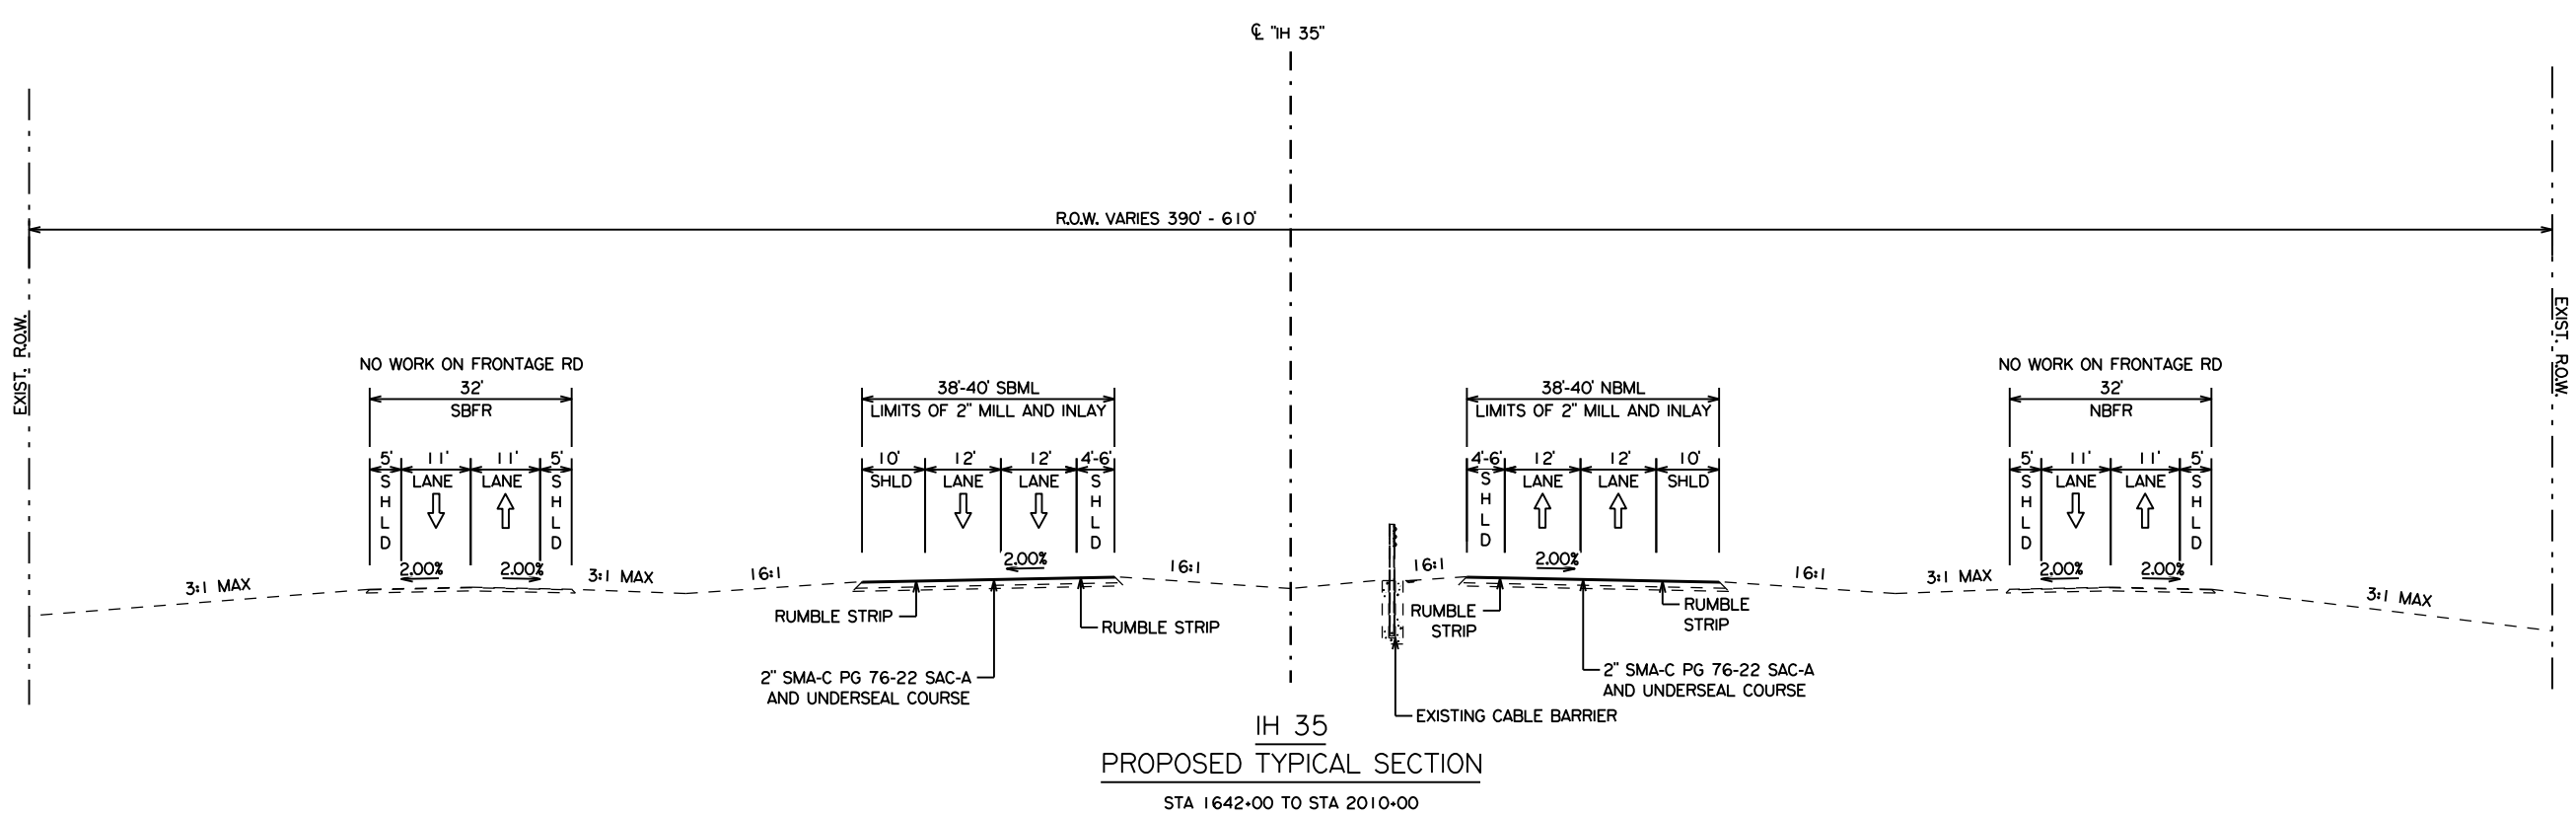 ℄ "IH 35"
R.O.W. VARIES 390' - 610'
EXIST. R.O.W.
EXIST. R.O.W.
NO WORK ON FRONTAGE RD
32'
SBFR
5' 11' 11' 5'
SHLD LANE LANE SHLD
2.00% 2.00%
38'-40' SBML
LIMITS OF 2" MILL AND INLAY
10' 12' 12' 4'-6'
SHLD LANE LANE SHLD
2.00%
38'-40' NBML
LIMITS OF 2" MILL AND INLAY
4'-6' 12' 12' 10'
SHLD LANE LANE SHLD
2.00%
NO WORK ON FRONTAGE RD
32'
NBFR
5' 11' 11' 5'
SHLD LANE LANE SHLD
2.00% 2.00%
3:1 MAX 3:1 MAX 16:1 16:1 16:1 16:1 3:1 MAX 3:1 MAX
RUMBLE STRIP
RUMBLE STRIP
2" SMA-C PG 76-22 SAC-A
AND UNDERSEAL COURSE
RUMBLE
STRIP
RUMBLE
STRIP
2" SMA-C PG 76-22 SAC-A
AND UNDERSEAL COURSE
EXISTING CABLE BARRIER
IH 35
PROPOSED TYPICAL SECTION
STA 1642+00 TO STA 2010+00